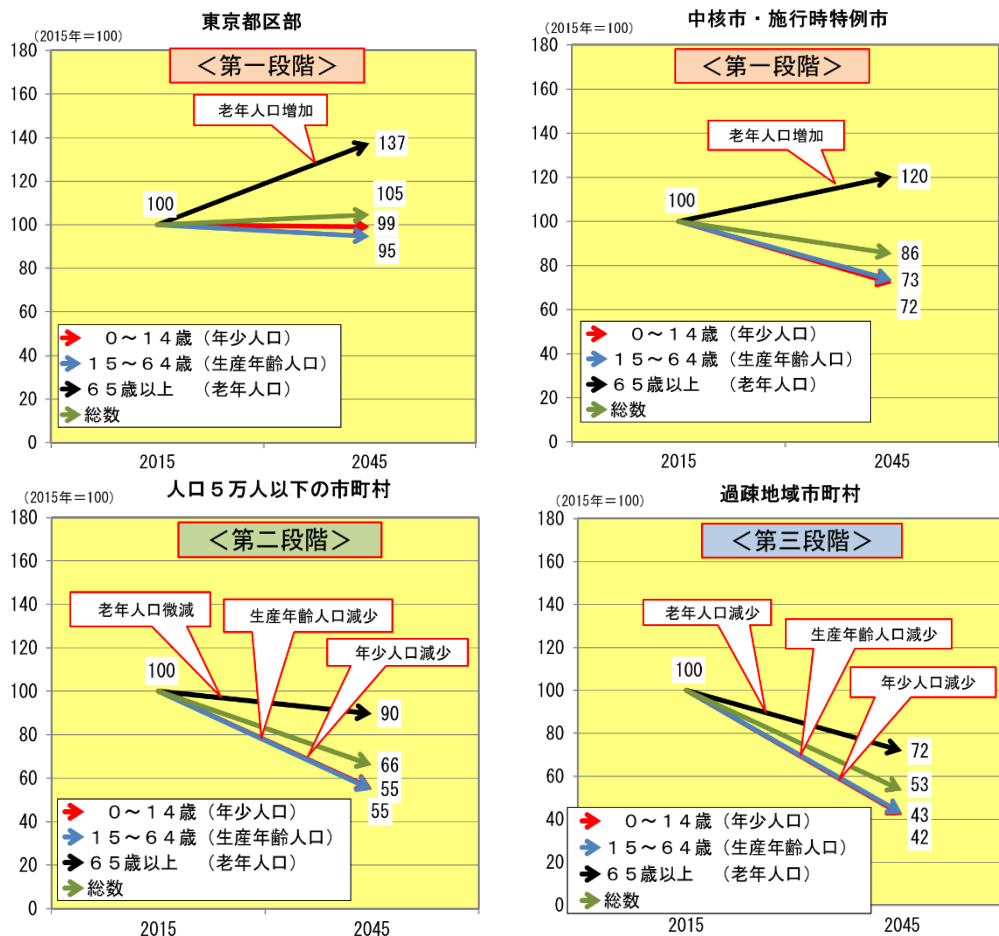 東京都区部
(2015年=100)
＜第一段階＞
老年人口増加
180
160
140
120
100
80
60
40
20
0
100
137
105
99
95
０～１４歳（年少人口）
１５～６４歳（生産年齢人口）
６５歳以上　（老年人口）
総数
2015
2045
中核市・施行時特例市
(2015年=100)
＜第一段階＞
老年人口増加
180
160
140
120
100
80
60
40
20
0
100
120
86
73
72
０～１４歳（年少人口）
１５～６４歳（生産年齢人口）
６５歳以上　（老年人口）
総数
2015
2045
人口５万人以下の市町村
(2015年=100)
＜第二段階＞
老年人口微減
生産年齢人口減少
年少人口減少
180
160
140
120
100
80
60
40
20
0
100
90
66
55
55
０～１４歳（年少人口）
１５～６４歳（生産年齢人口）
６５歳以上　（老年人口）
総数
2015
2045
過疎地域市町村
(2015年=100)
＜第三段階＞
老年人口減少
生産年齢人口減少
年少人口減少
180
160
140
120
100
80
60
40
20
0
100
72
53
43
42
０～１４歳（年少人口）
１５～６４歳（生産年齢人口）
６５歳以上　（老年人口）
総数
2015
2045